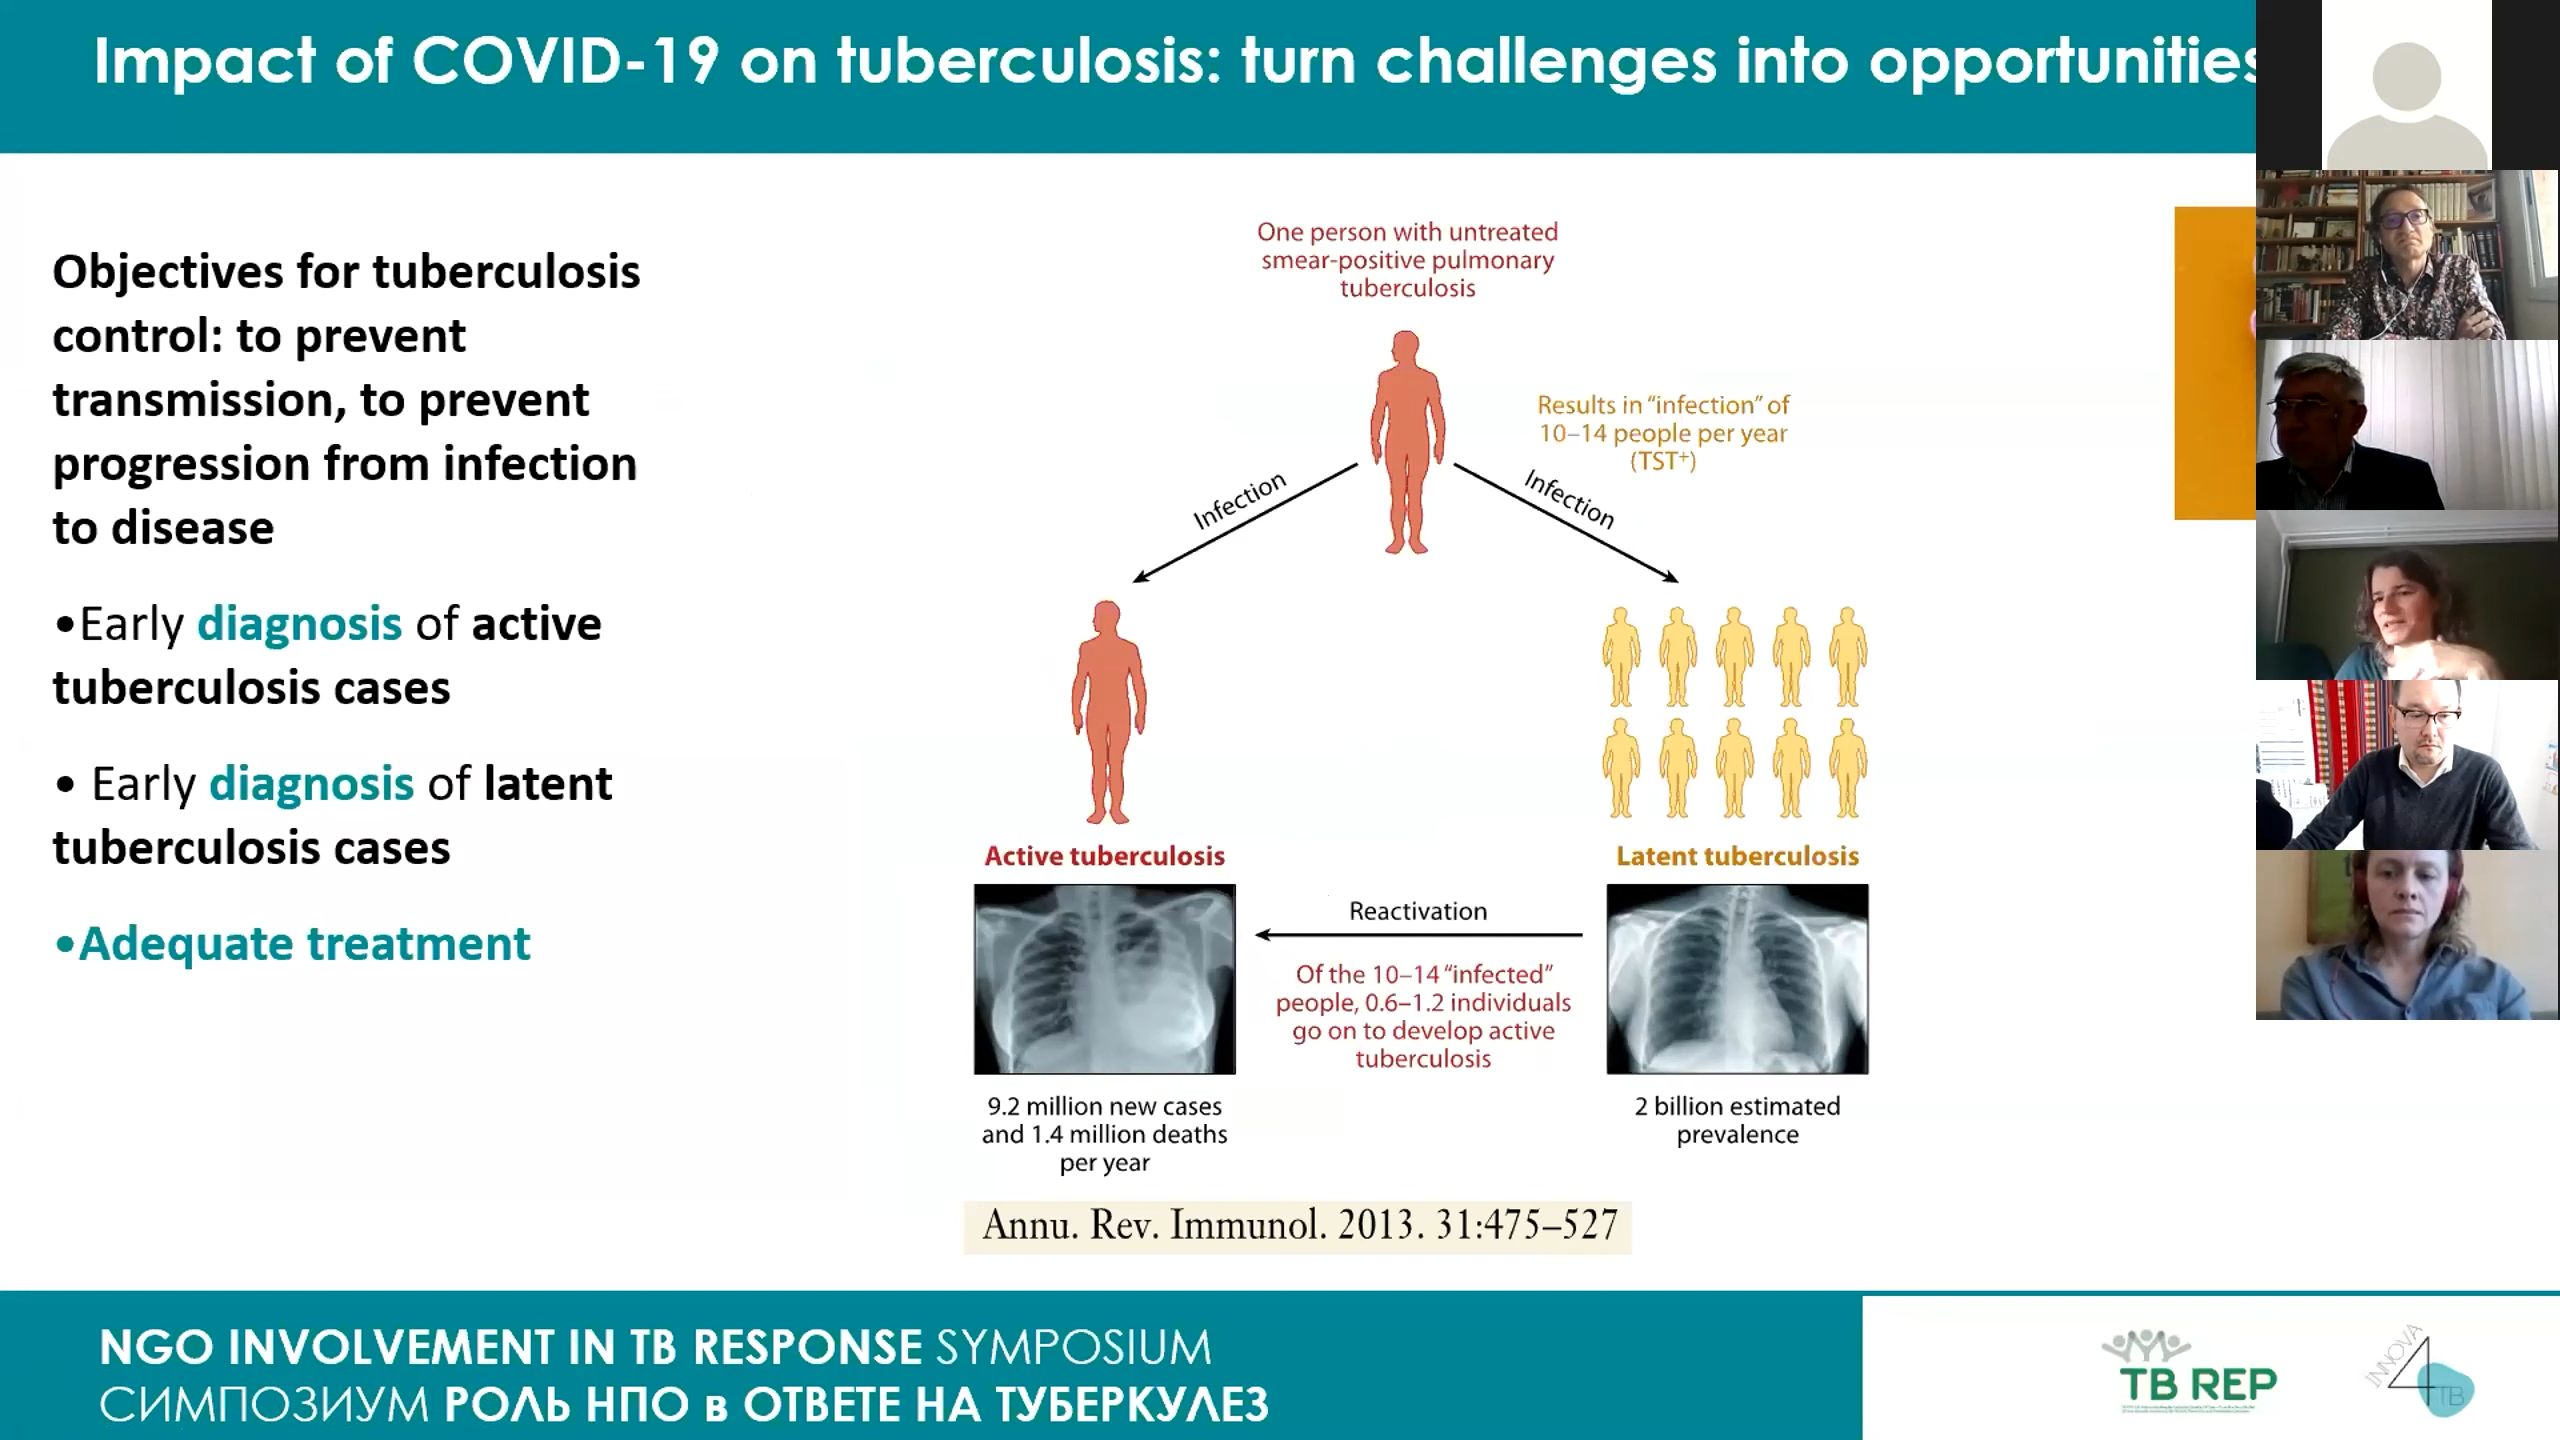 Impact of COVID-19 on tuberculosis: turn challenges into opportunities
Objectives for tuberculosis
control: to prevent
transmission, to prevent
progression from infection
to disease
•Early diagnosis of active
tuberculosis cases
• Early diagnosis of latent
tuberculosis cases
•Adequate treatment
One person with untreated
smear-positive pulmonary
tuberculosis
Results in “infection” of
10–14 people per year
(TST+)
Infection
Infection
Active tuberculosis
Latent tuberculosis
Reactivation
Of the 10–14 “infected”
people, 0.6–1.2 individuals
go on to develop active
tuberculosis
9.2 million new cases
and 1.4 million deaths
per year
2 billion estimated
prevalence
Annu. Rev. Immunol. 2013. 31:475–527
NGO INVOLVEMENT IN TB RESPONSE SYMPOSIUM
СИМПОЗИУМ РОЛЬ НПО в ОТВЕТЕ НА ТУБЕРКУЛЕЗ
TB REP
INNOVA
4
TB